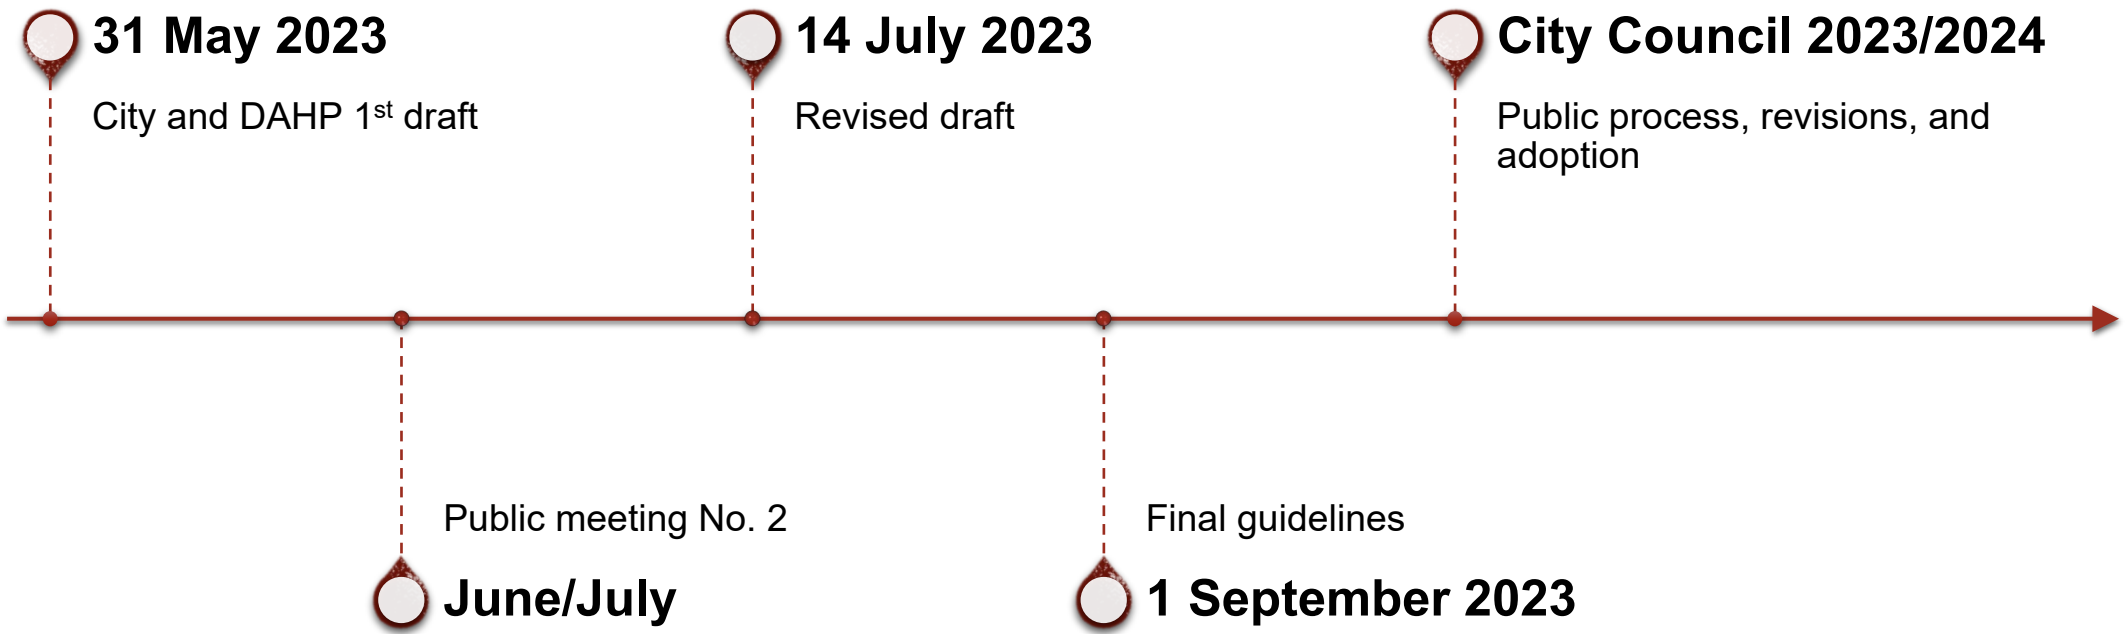 31 May 2023
City and DAHP 1st draft
Public meeting No. 2
June/July
14 July 2023
Revised draft
Final guidelines
1 September 2023
City Council 2023/2024
Public process, revisions, and
adoption